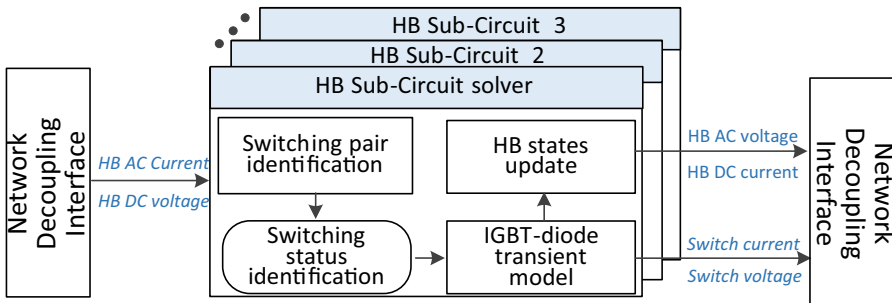 HB Sub-Circuit 3
HB Sub-Circuit 2
HB Sub-Circuit solver
Network
Decoupling
Interface
HB AC Current
HB DC voltage
Switching pair
identification
Switching
status
identification
HB states
update
IGBT-diode
transient
model
HB AC voltage
HB DC current
Switch current
Switch voltage
Network
Decoupling
Interface